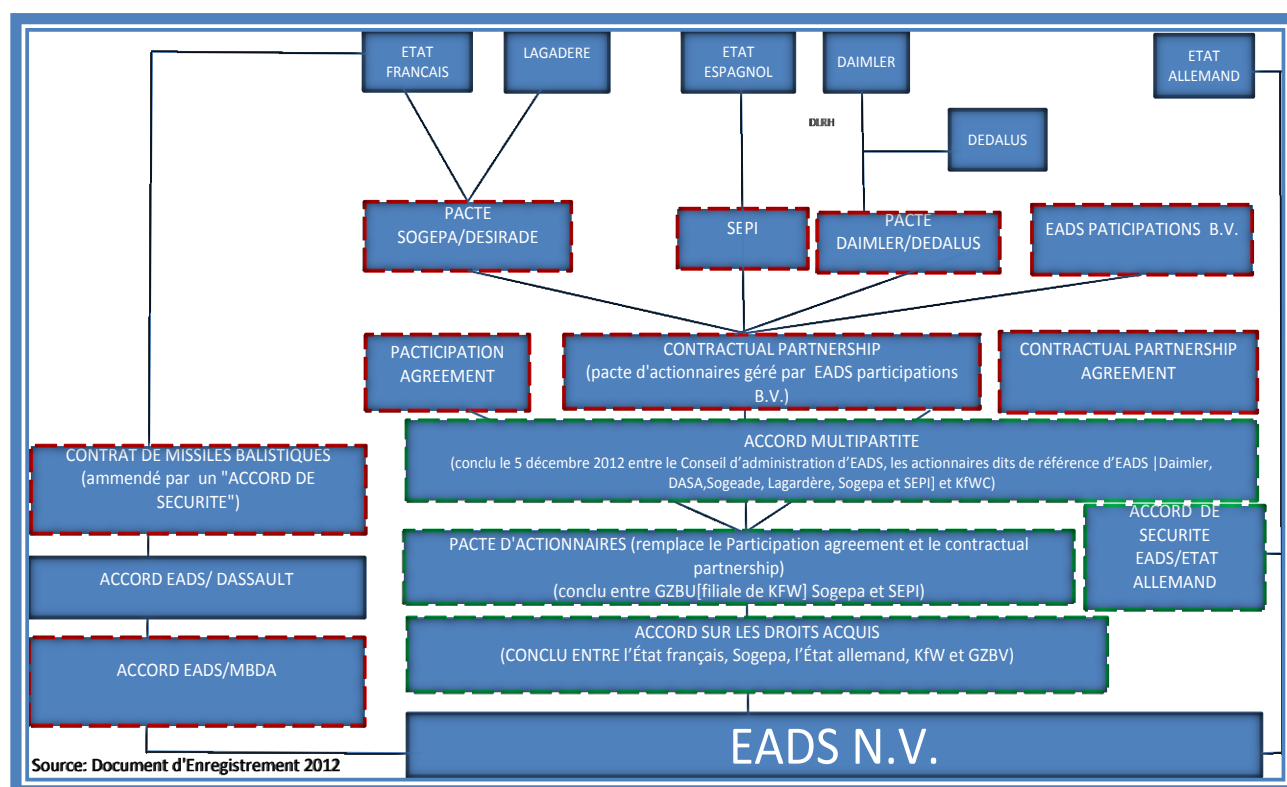 ETAT
FRANCAIS
LAGADERE
ETAT
ESPAGNOL
DAIMLER
ETAT
ALLEMAND
DLRH
DEDALUS
PACTE
SOGEPA/DESIRADE
SEPI
PACTE
DAIMLER/DEDALUS
EADS PATICIPATIONS B.V.
PACTICIPATION
AGREEMENT
CONTRACTUAL PARTNERSHIP
(pacte d'actionnaires géré par EADS participations
B.V.)
CONTRACTUAL PARTNERSHIP
AGREEMENT
ACCORD MULTIPARTITE
(conclu le 5 décembre 2012 entre le Conseil d’administration d’EADS, les actionnaires dits de référence d’EADS |Daimler,
DASA,Sogeade, Lagardère, Sogepa et SEPI] et KfWC)
CONTRAT DE MISSILES BALISTIQUES
(ammendé par un "ACCORD DE
SECURITE")
ACCORD DE
SECURITE
EADS/ETAT
ALLEMAND
PACTE D'ACTIONNAIRES (remplace le Participation agreement et le contractual
partnership)
(conclu entre GZBU[filiale de KFW] Sogepa et SEPI)
ACCORD EADS/ DASSAULT
ACCORD SUR LES DROITS ACQUIS
(CONCLU ENTRE l’État français, Sogepa, l’État allemand, KfW et GZBV)
ACCORD EADS/MBDA
EADS N.V.
Source: Document d'Enregistrement 2012